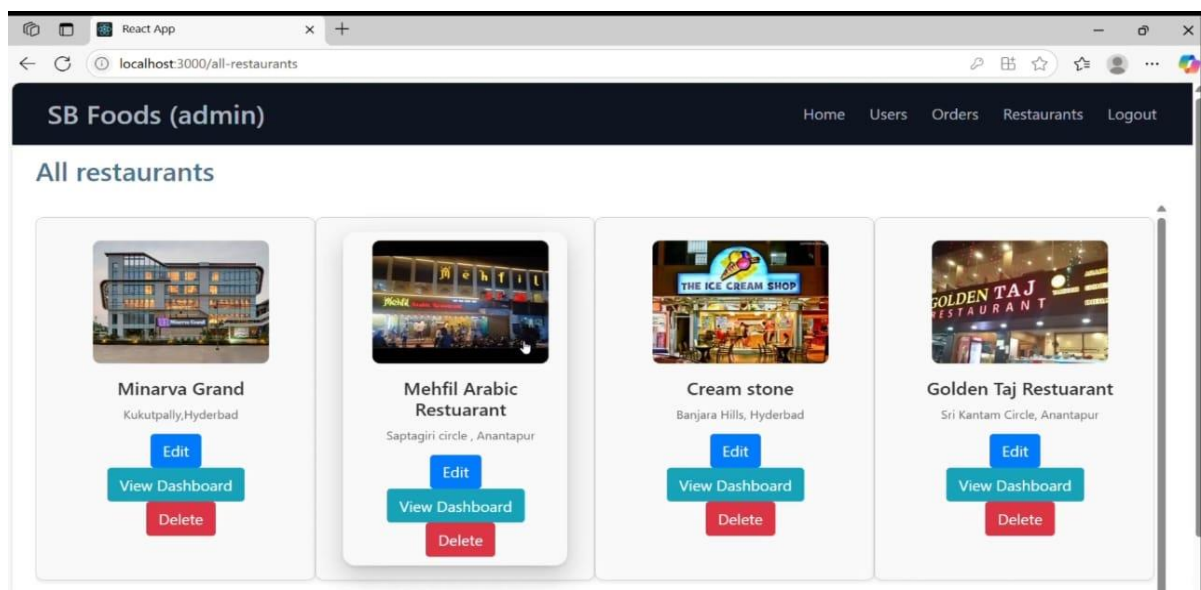 React App
localhost:3000/all-restaurants
SB Foods (admin)
Home Users Orders Restaurants Logout
All restaurants
Minerva Grand
Mehfil
Mehfil
THE ICE CREAM SHOP
GOLDEN TAJ
RESTAURANT
Minarva Grand
Kukutpally,Hyderbad
Edit
View Dashboard
Delete
Mehfil Arabic
Restuarant
Saptagiri circle , Anantapur
Edit
View Dashboard
Delete
Cream stone
Banjara Hills, Hyderbad
Edit
View Dashboard
Delete
Golden Taj Restuarant
Sri Kantam Circle, Anantapur
Edit
View Dashboard
Delete